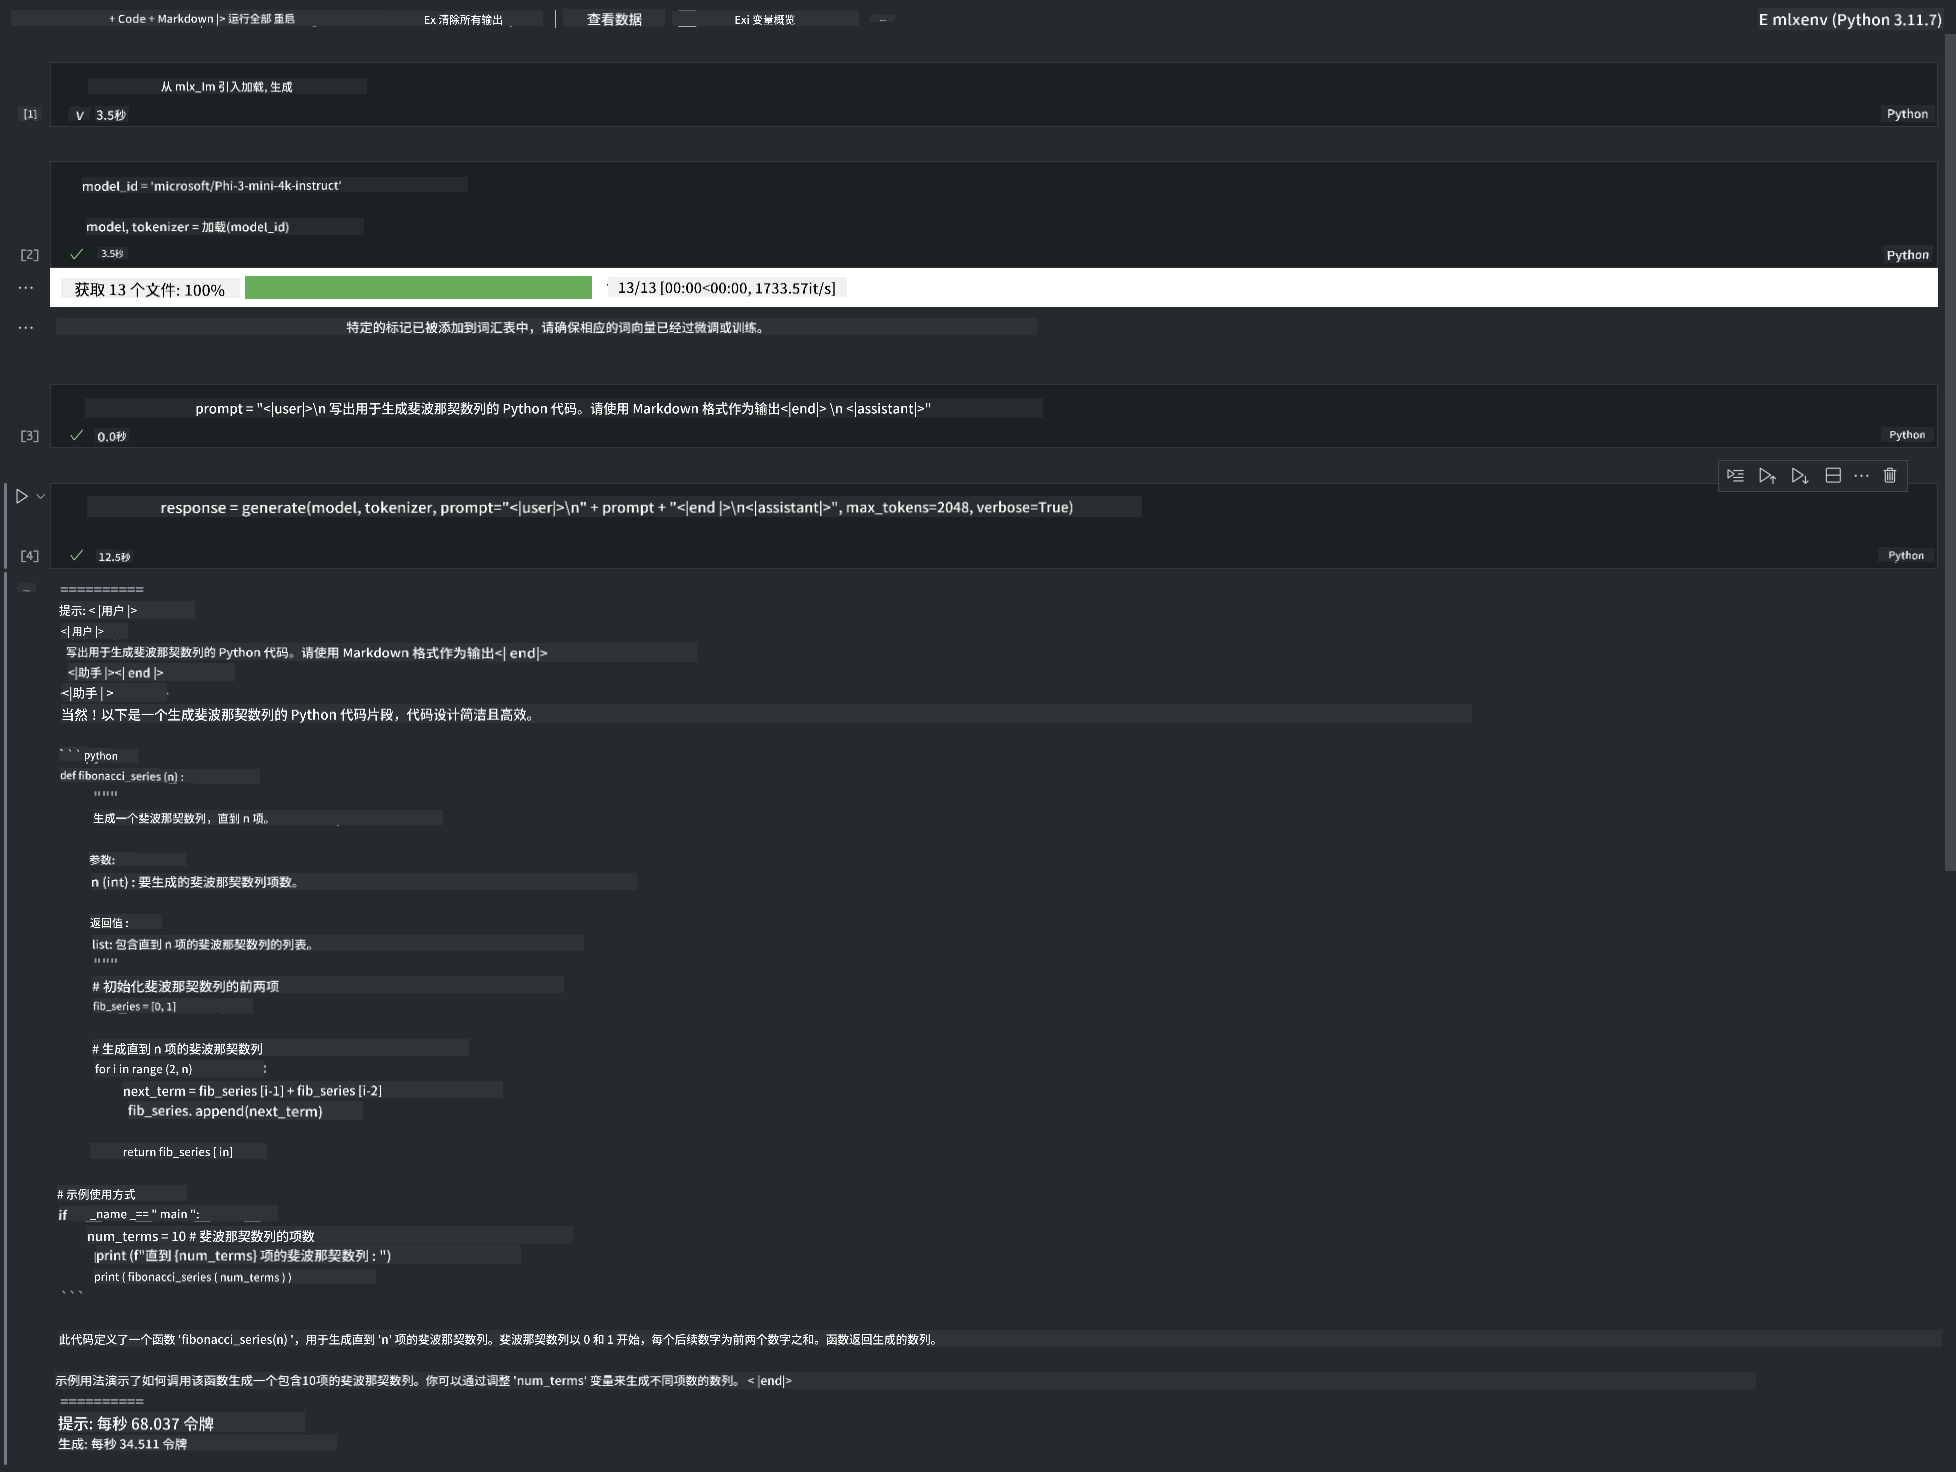 + Code + Markdown |> 运行全部 重启 Ex 清除所有输出 | 查看数据 Exi 变量概览 ... E mlxenv (Python 3.11.7)
从 mlx_Im 引入加载, 生成
[1] V 3.5秒 Python
model_id = 'microsoft/Phi-3-mini-4k-instruct'
model, tokenizer = 加载(model_id)
[2] ✓ 3.5秒 Python
... 获取 13 个文件: 100% 13/13 [00:00<00:00, 1733.57it/s]
... 特定的标记已被添加到词汇表中，请确保相应的词向量已经过微调或训练。
prompt = "<|user|>\n 写出用于生成斐波那契数列的 Python 代码。请使用 Markdown 格式作为输出<|end|> \n <|assistant|>"
[3] ✓ 0.0秒 Python
response = generate(model, tokenizer, prompt="<|user|>\n" + prompt + "<|end |>\n<|assistant|>", max_tokens=2048, verbose=True)
[4] ✓ 12.5秒 Python
... ==========
提示: < |用户 |>
<| 用户 |>
写出用于生成斐波那契数列的 Python 代码。请使用 Markdown 格式作为输出<| end|>
<|助手 |><| end |>
<|助手 | >
当然！以下是一个生成斐波那契数列的 Python 代码片段，代码设计简洁且高效。
```python
def fibonacci_series (n) :
"""
生成一个斐波那契数列，直到 n 项。
参数:
n (int) : 要生成的斐波那契数列项数。
返回值 :
list: 包含直到 n 项的斐波那契数列的列表。
"""
# 初始化斐波那契数列的前两项
fib_series = [0, 1]
# 生成直到 n 项的斐波那契数列
for i in range (2, n) :
next_term = fib_series [i-1] + fib_series [i-2]
fib_series. append(next_term)
return fib_series [ in]
# 示例使用方式
if _name _== " main ":
num_terms = 10 # 斐波那契数列的项数
print (f"直到 {num_terms} 项的斐波那契数列 : ")
print ( fibonacci_series ( num_terms ) )
```
此代码定义了一个函数 'fibonacci_series(n) '，用于生成直到 'n' 项的斐波那契数列。斐波那契数列以 0 和 1 开始，每个后续数字为前两个数字之和。函数返回生成的数列。
示例用法演示了如何调用该函数生成一个包含10项的斐波那契数列。你可以通过调整 'num_terms' 变量来生成不同项数的数列。 < |end|>
==========
提示: 每秒 68.037 令牌
生成: 每秒 34.511 令牌